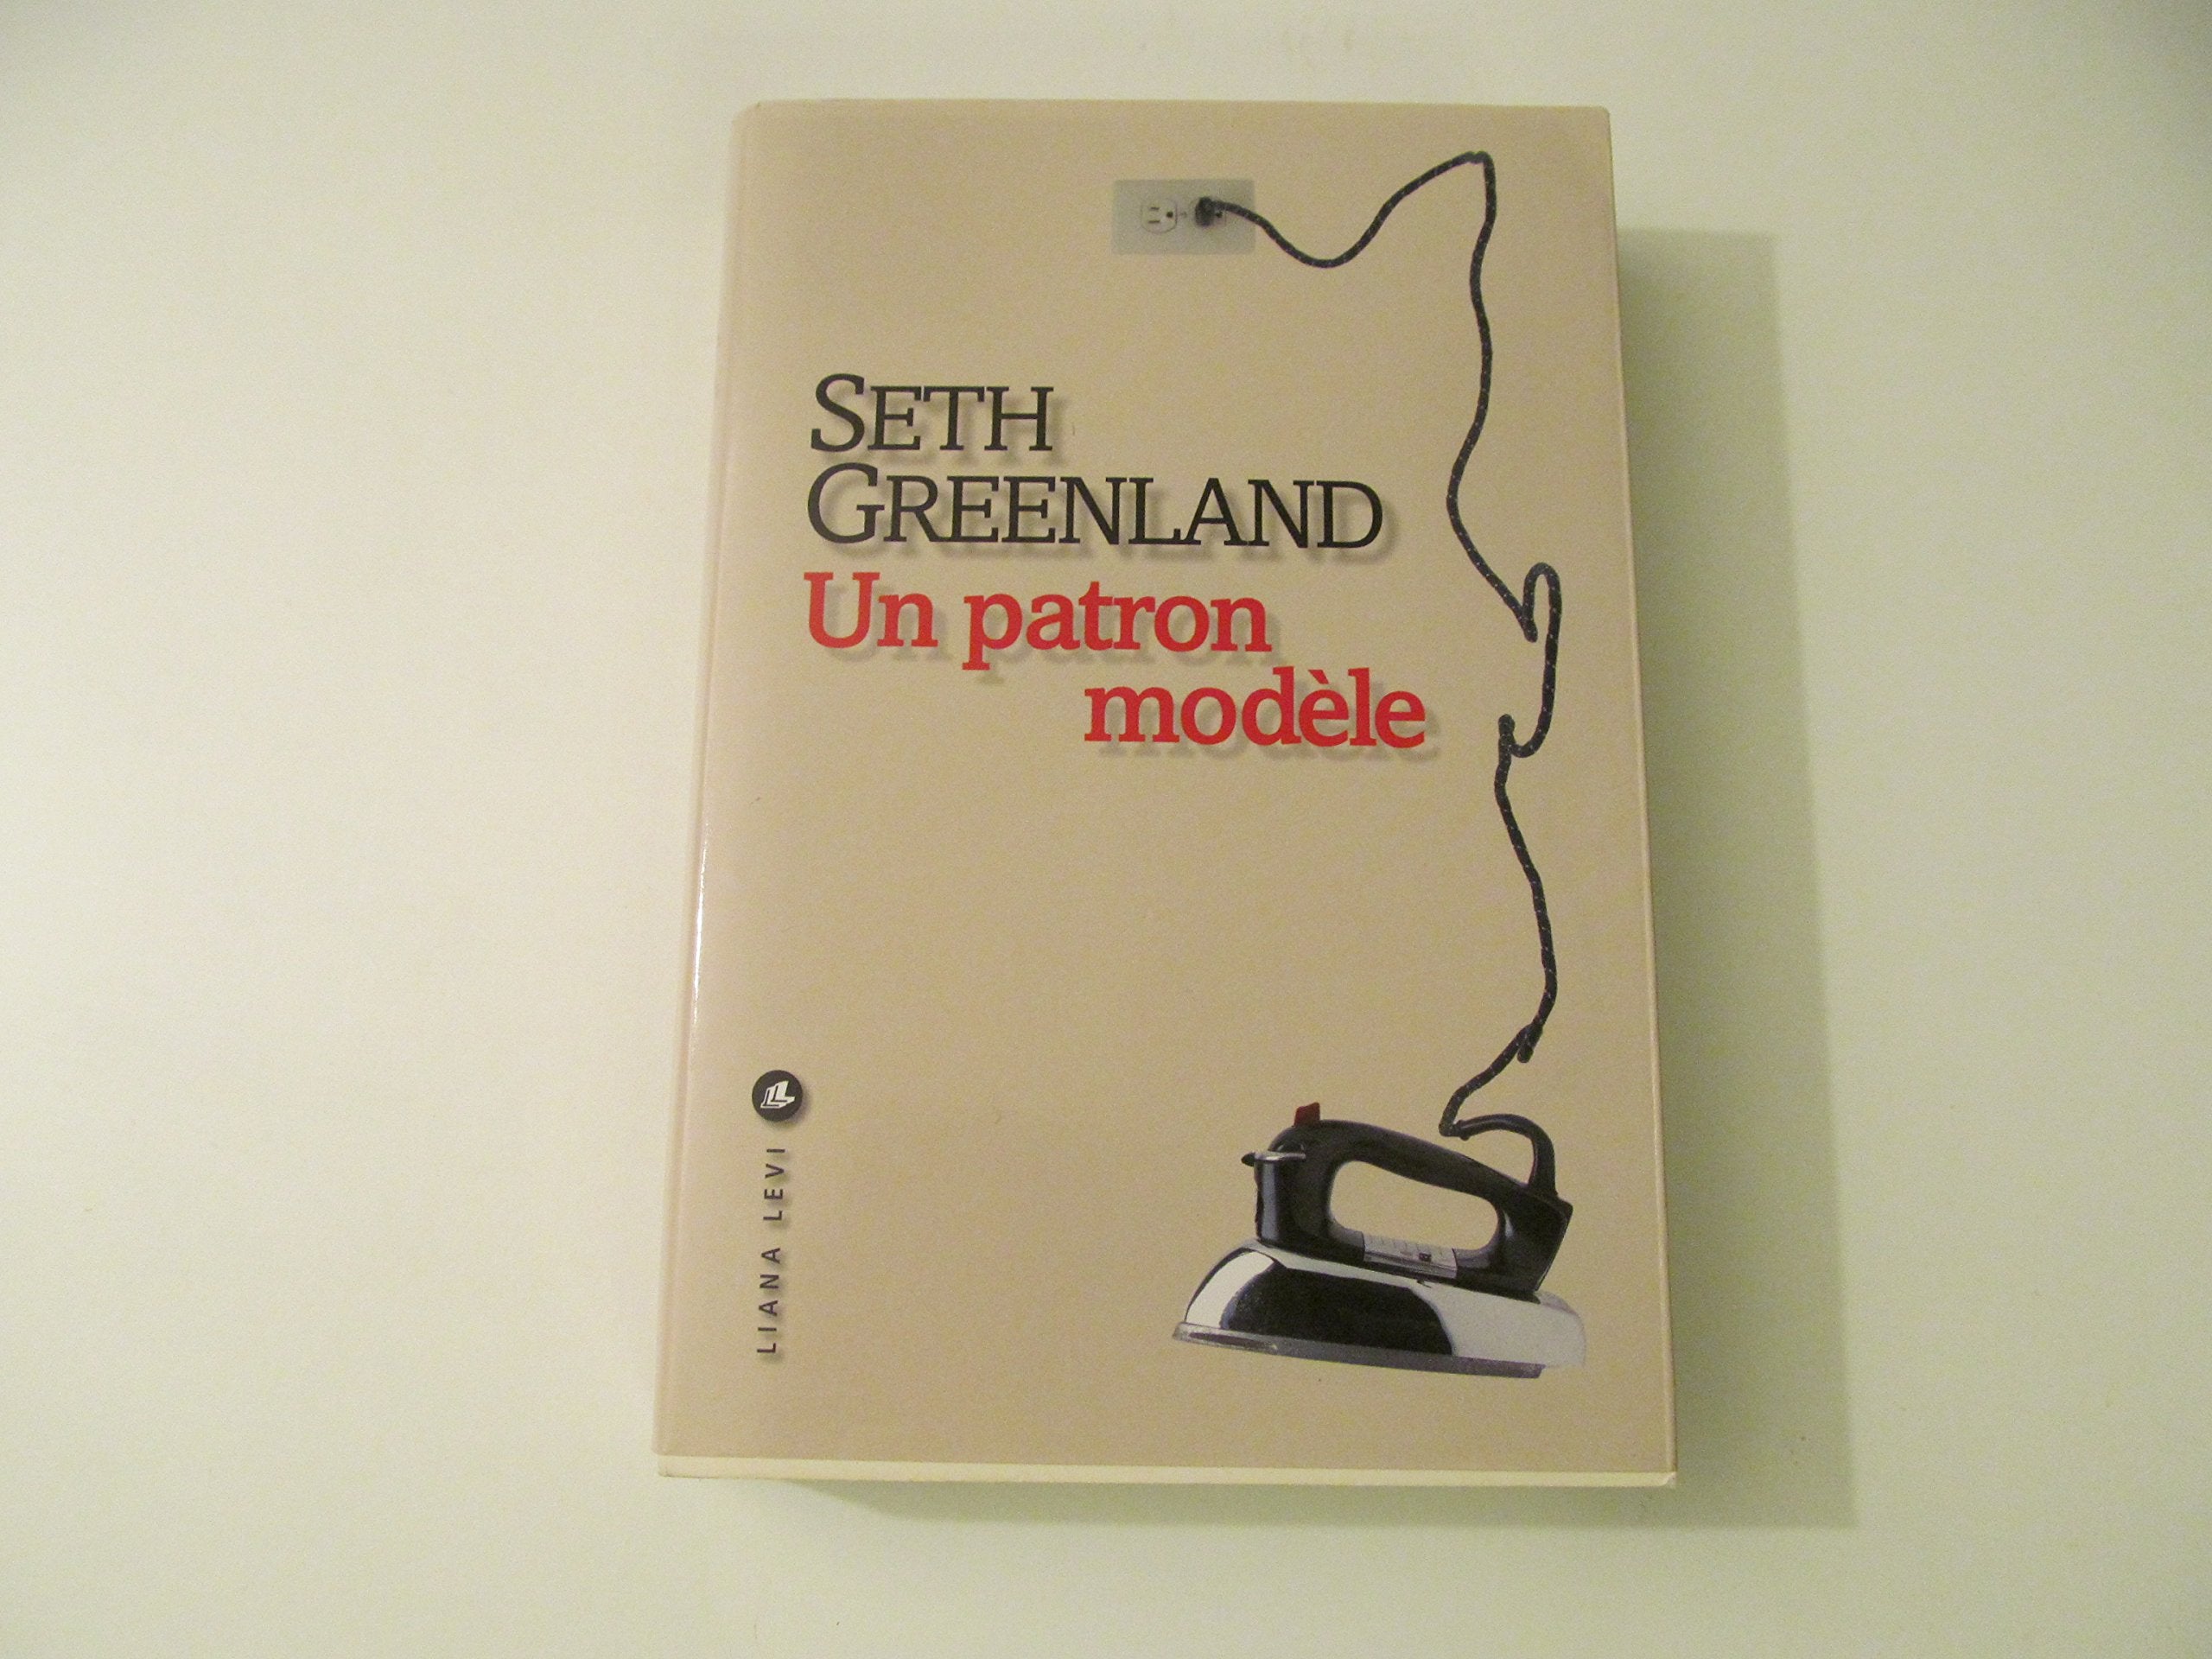 SETH
GREENLAND
Un patron
modèle
LIANA LEVI